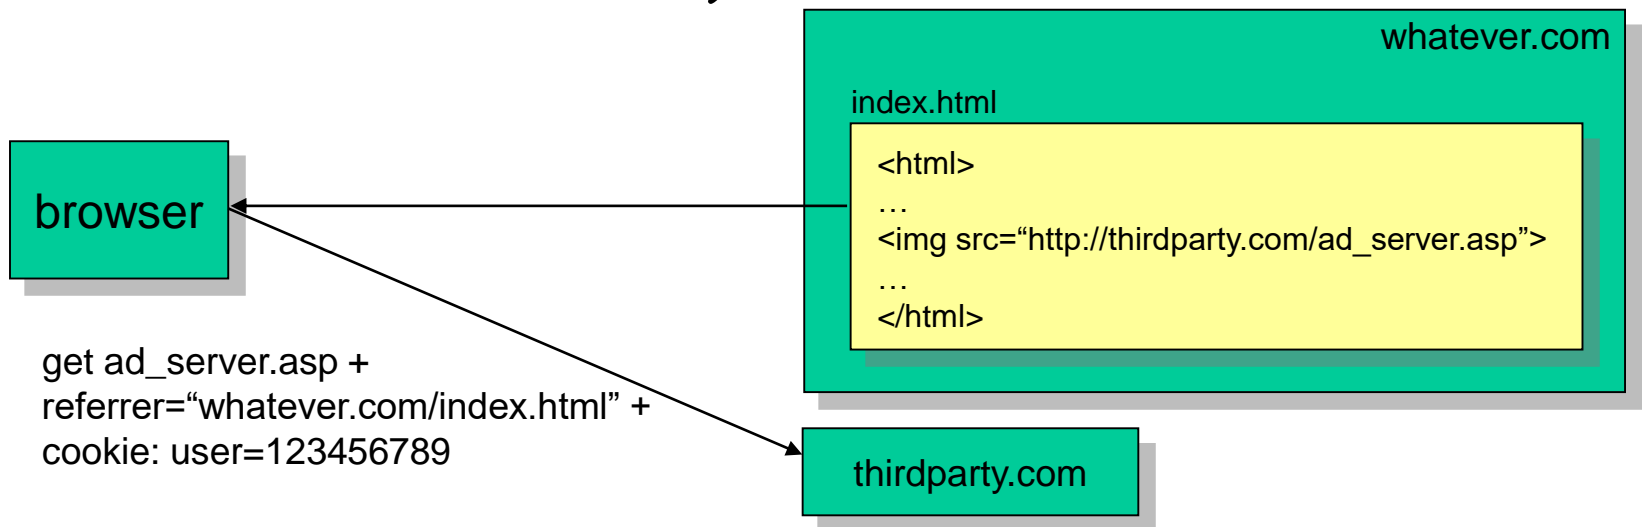 whatever.com
index.html
<html>
…
<img src=“http://thirdparty.com/ad_server.asp”>
…
</html>
browser
get ad_server.asp +
referrer=“whatever.com/index.html” +
cookie: user=123456789
thirdparty.com